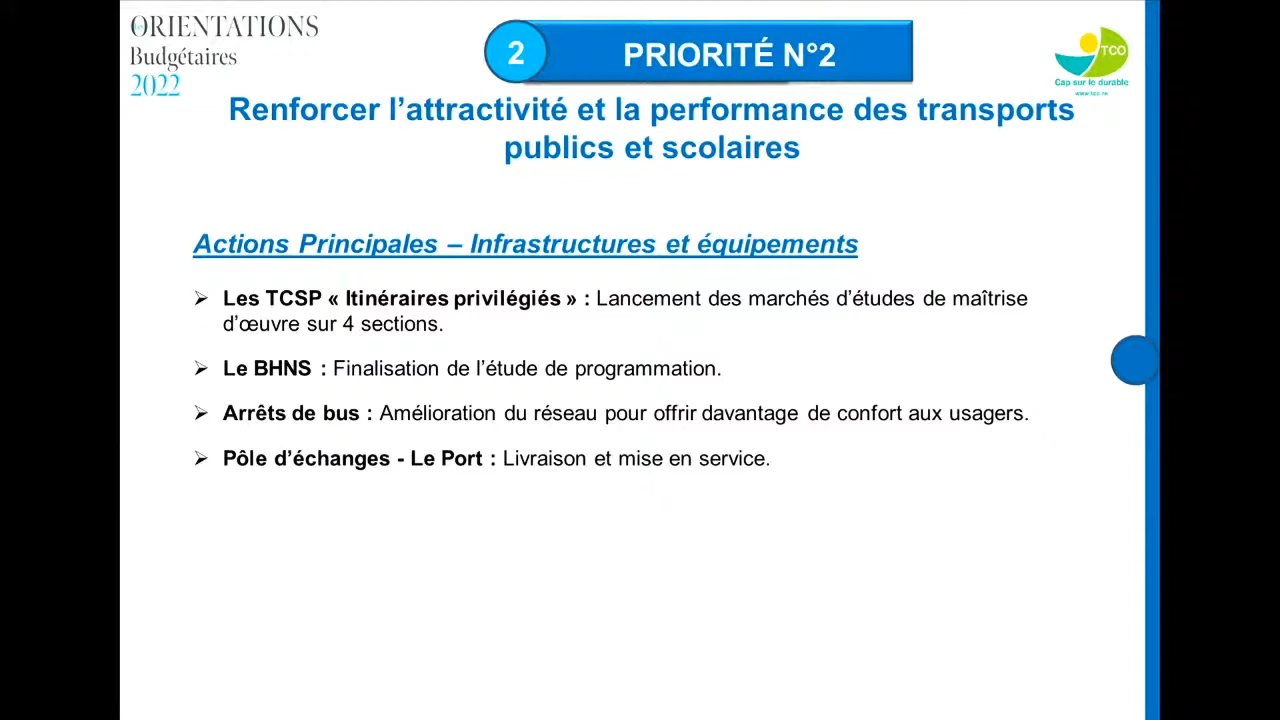 ORIENTATIONS
Budgétaires
2022
2
PRIORITÉ N°2
TCO
Cap sur le durable
www.tco.re
Renforcer l’attractivité et la performance des transports
publics et scolaires
Actions Principales – Infrastructures et équipements
➢ Les TCSP « Itinéraires privilégiés » : Lancement des marchés d’études de maîtrise
d’œuvre sur 4 sections.
➢ Le BHNS : Finalisation de l’étude de programmation.
➢ Arrêts de bus : Amélioration du réseau pour offrir davantage de confort aux usagers.
➢ Pôle d’échanges - Le Port : Livraison et mise en service.